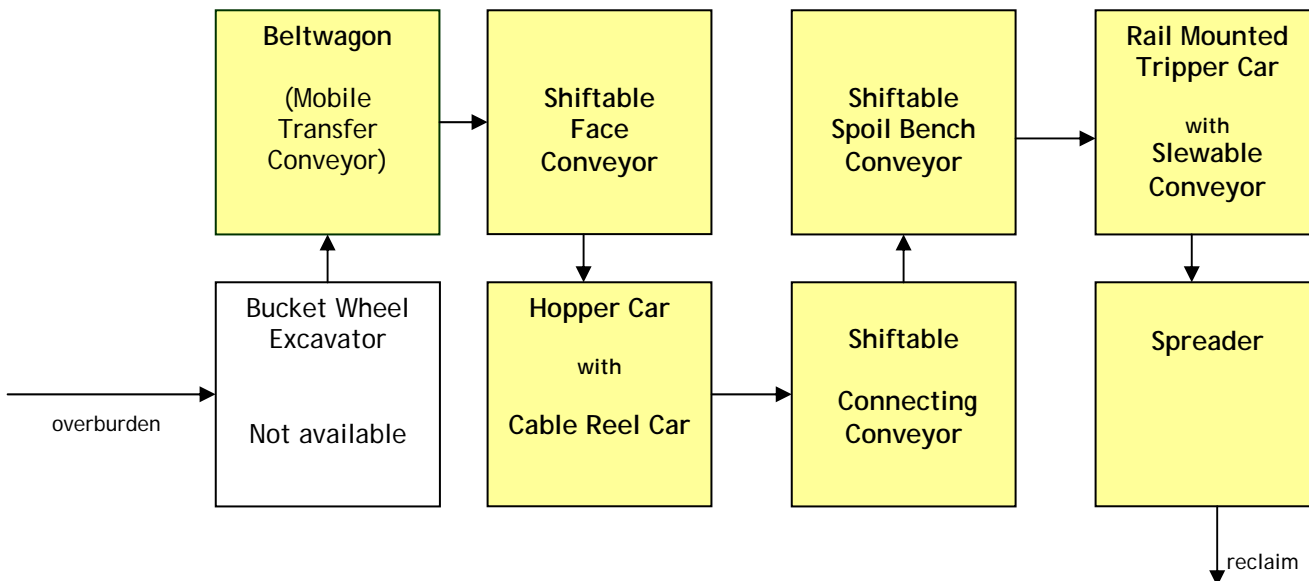 Beltwagon
(Mobile
Transfer
Conveyor)
Shiftable
Face
Conveyor
Shiftable
Spoil Bench
Conveyor
Rail Mounted
Tripper Car
with
Slewable
Conveyor
overburden
Bucket Wheel
Excavator
Not available
Hopper Car
with
Cable Reel Car
Shiftable
Connecting
Conveyor
Spreader
reclaim